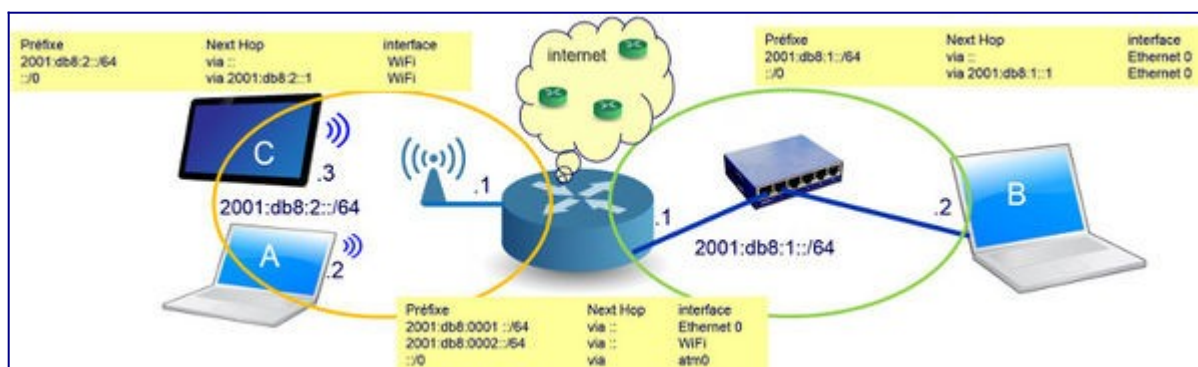 Préfixe Next Hop interface
2001:db8:2::/64 via :: WiFi
::/0 via 2001:db8:2::1 WiFi
internet
Préfixe Next Hop interface
2001:db8:1::/64 via :: Ethernet 0
::/0 via 2001:db8:1::1 Ethernet 0
C
.3
.1
2001:db8:2::/64
A
.2
.1
2001:db8:1::/64
.2
B
Préfixe Next Hop interface
2001:db8:0001 ::/64 via :: Ethernet 0
2001:db8:0002::/64 via :: WiFi
::/0 via atm0